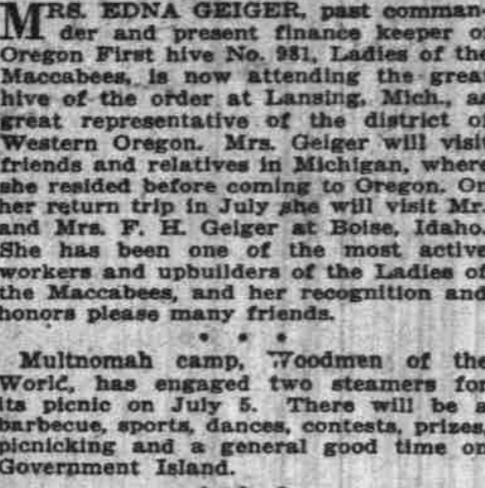 MRS. EDNA GEIGER, past comman-
der and present finance keeper of
Oregon First hive No. 981, Ladies of the
Maccabees, is now attending the great
hive of the order at Lansing, Mich., as
great representative of the district of
Western Oregon. Mrs. Geiger will visit
friends and relatives in Michigan, where
she resided before coming to Oregon. On
her return trip in July she will visit Mr.
and Mrs. F. H. Geiger at Boise, Idaho.
She has been one of the most active
workers and upbuilders of the Ladies of
the Maccabees, and her recognition and
honors please many friends.
* * *
Multnomah camp, Woodmen of the
World, has engaged two steamers for
its picnic on July 5. There will be a
barbecue, sports, dances, contests, prizes,
picnicking and a general good time on
Government Island.